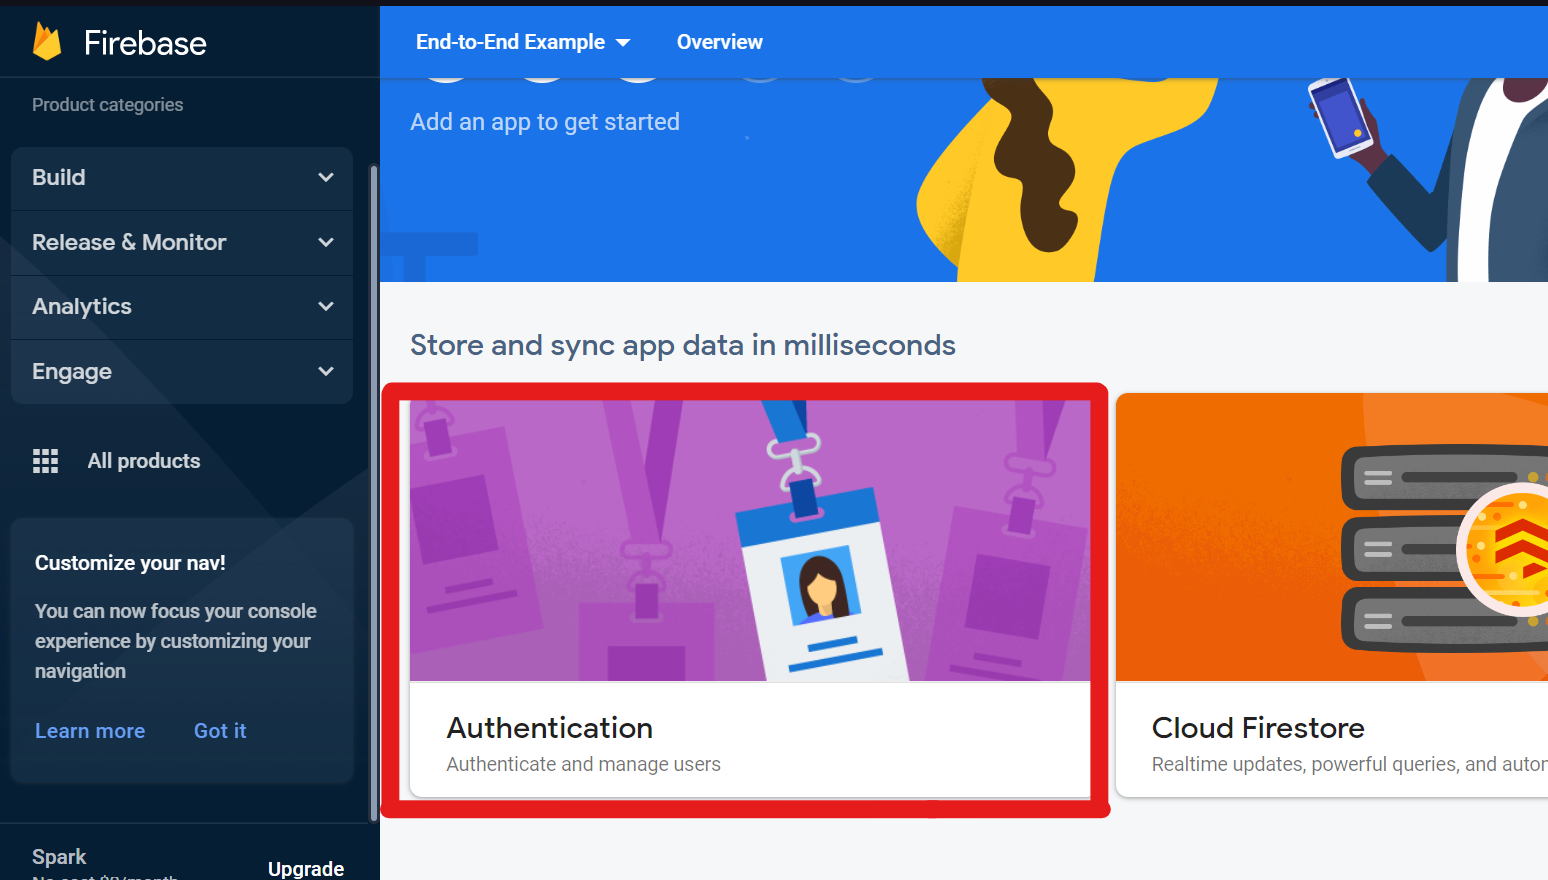 Firebase
End-to-End Example
Overview
Product categories
Build
Release & Monitor
Analytics
Engage
All products
Customize your nav!
You can now focus your console
experience by customizing your
navigation
Learn more
Got it
Spark
Upgrade
Add an app to get started
Store and sync app data in milliseconds
Authentication
Authenticate and manage users
Cloud Firestore
Realtime updates, powerful queries, and